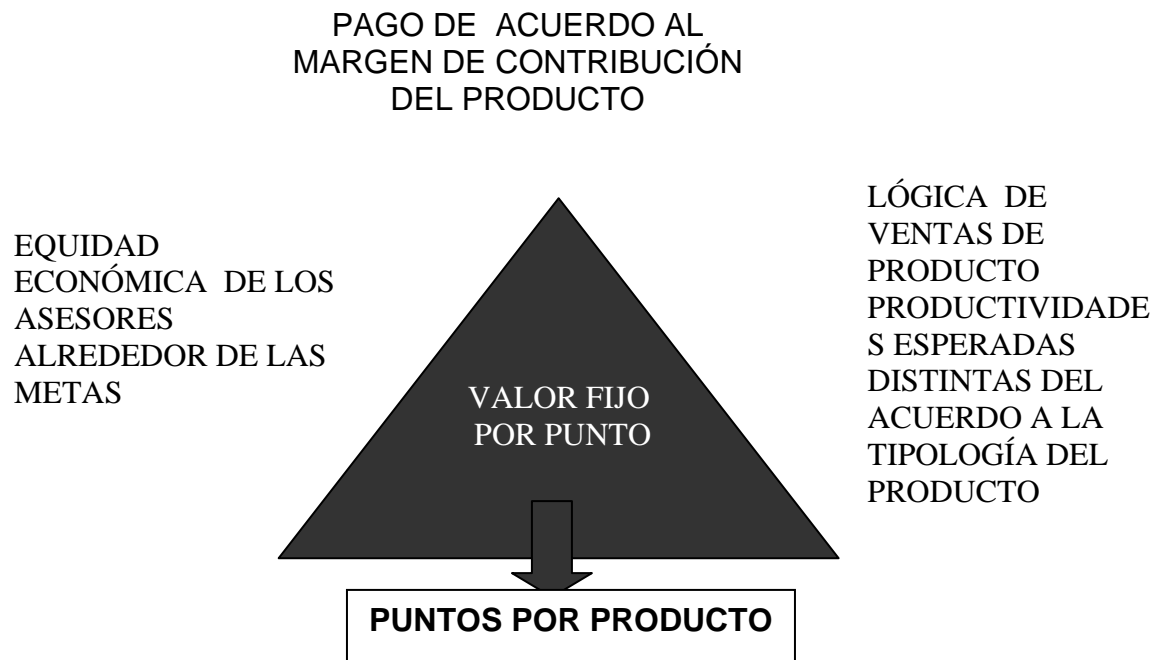 PAGO DE ACUERDO AL
MARGEN DE CONTRIBUCIÓN
DEL PRODUCTO
EQUIDAD
ECONÓMICA DE LOS
ASESORES
ALREDEDOR DE LAS
METAS
LÓGICA DE
VENTAS DE
PRODUCTO
PRODUCTIVIDADE
S ESPERADAS
DISTINTAS DEL
ACUERDO A LA
TIPOLOGÍA DEL
PRODUCTO
VALOR FIJO
POR PUNTO
PUNTOS POR PRODUCTO